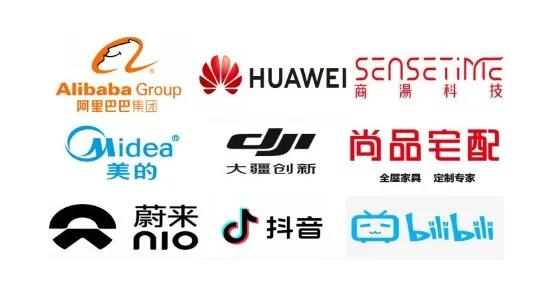 Alibaba Group
阿里巴巴集团
HUAWEI
SENSETIME
商湯科技
Midea®
美的
dji
大疆创新
尚品宅配
全屋家具 定制专家
蔚来
NIO
抖音
bilibili